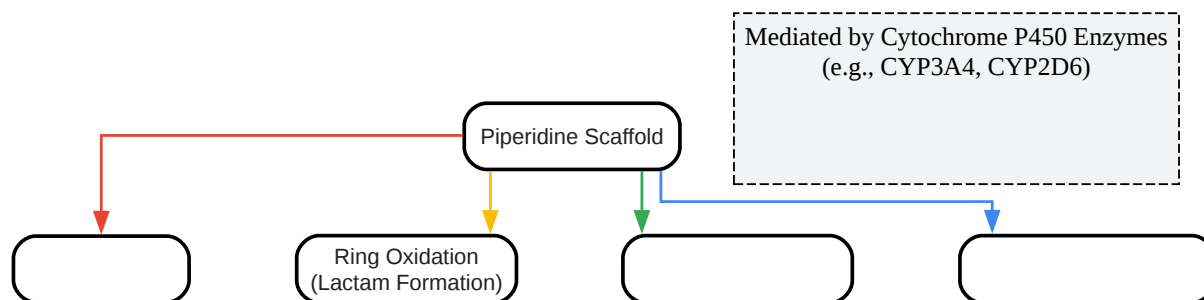 Mediated by Cytochrome P450 Enzymes
(e.g., CYP3A4, CYP2D6)
Piperidine Scaffold
Ring Oxidation
(Lactam Formation)